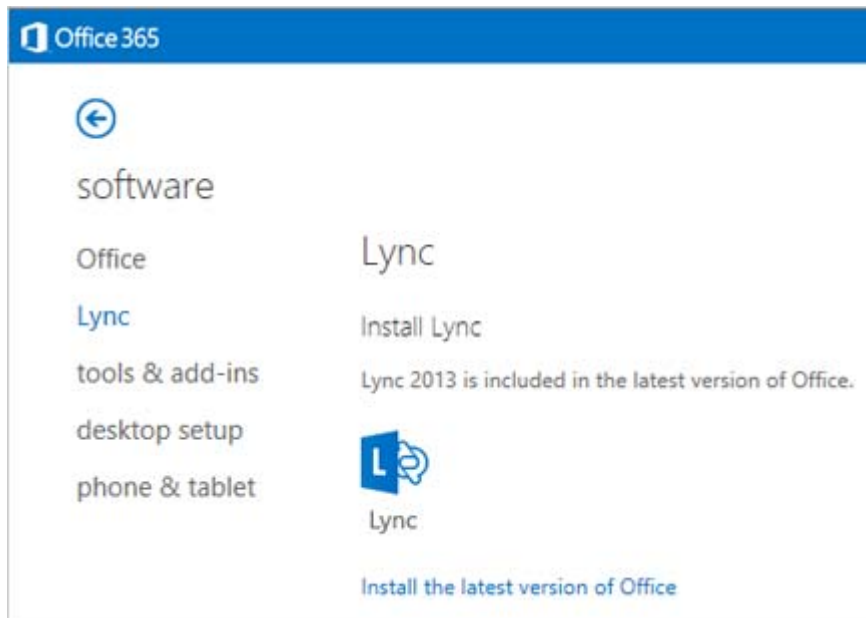 Office 365
software
Office
Lync
tools & add-ins
desktop setup
phone & tablet
Lync
Install Lync
Lync 2013 is included in the latest version of Office.
L
Lync
Install the latest version of Office